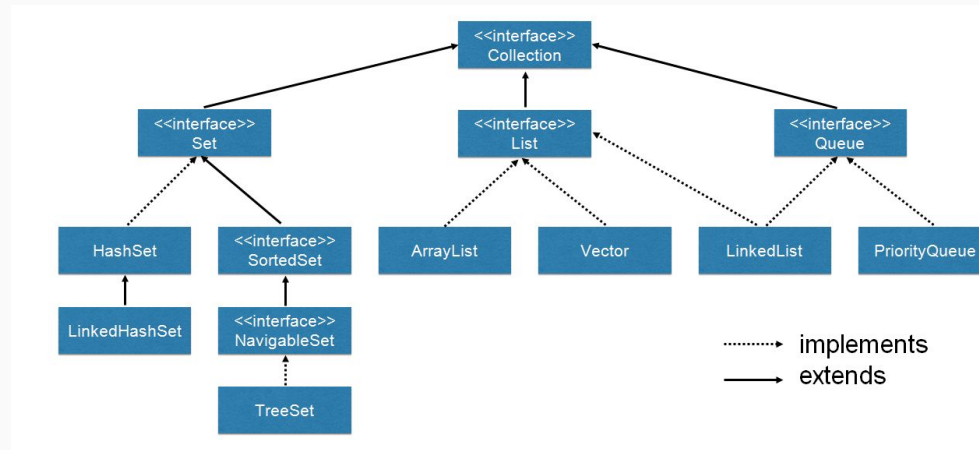 <<interface>>
Collection
<<interface>>
Set
<<interface>>
List
<<interface>>
Queue
HashSet
<<interface>>
SortedSet
ArrayList
Vector
LinkedList
PriorityQueue
LinkedHashSet
<<interface>>
NavigableSet
TreeSet
implements
extends